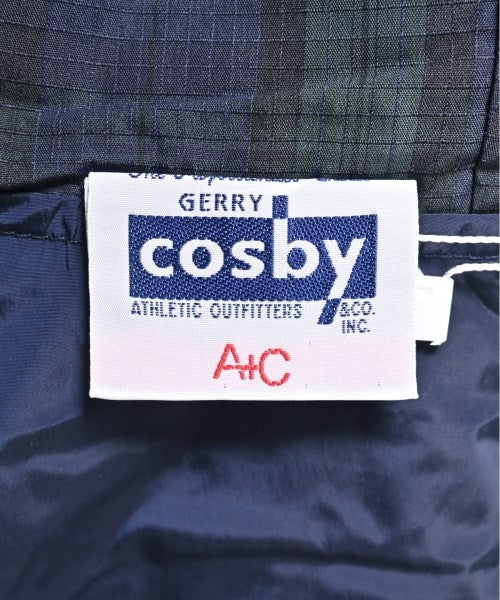 GERRY
cosby
ATHLETIC OUTFITTERS &CO.
INC.
A+C